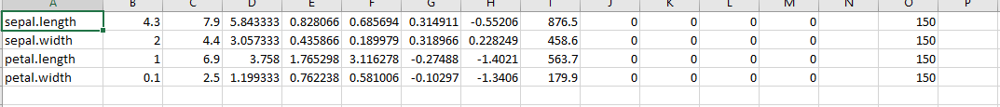 A B C D E F G H I J K L M N O P
sepal.length 4.3 7.9 5.843333 0.828066 0.685694 0.314911 -0.55206 876.5 0 0 0 0 150
sepal.width 2 4.4 3.057333 0.435866 0.189979 0.318966 0.228249 458.6 0 0 0 0 150
petal.length 1 6.9 3.758 1.765298 3.116278 -0.27488 -1.4021 563.7 0 0 0 0 150
petal.width 0.1 2.5 1.199333 0.762238 0.581006 -0.10297 -1.3406 179.9 0 0 0 0 150